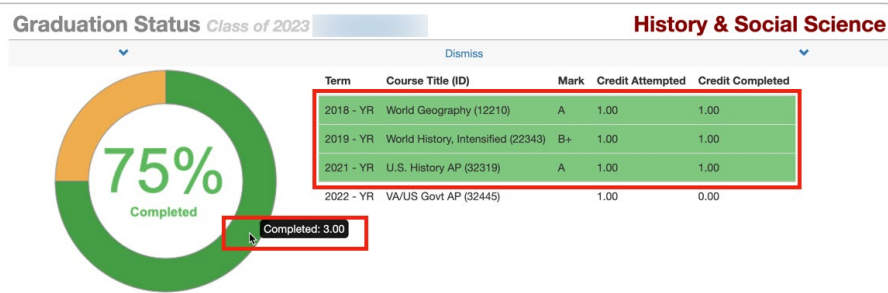 Graduation Status Class of 2023
History & Social Science
Dismiss
Term Course Title (ID) Mark Credit Attempted Credit Completed
2018 - YR World Geography (12210) A 1.00 1.00
2019 - YR World History, Intensified (22343) B+ 1.00 1.00
2021 - YR U.S. History AP (32319) A 1.00 1.00
2022 - YR VA/US Govt AP (32445) 1.00 0.00
75%
Completed
Completed: 3.00